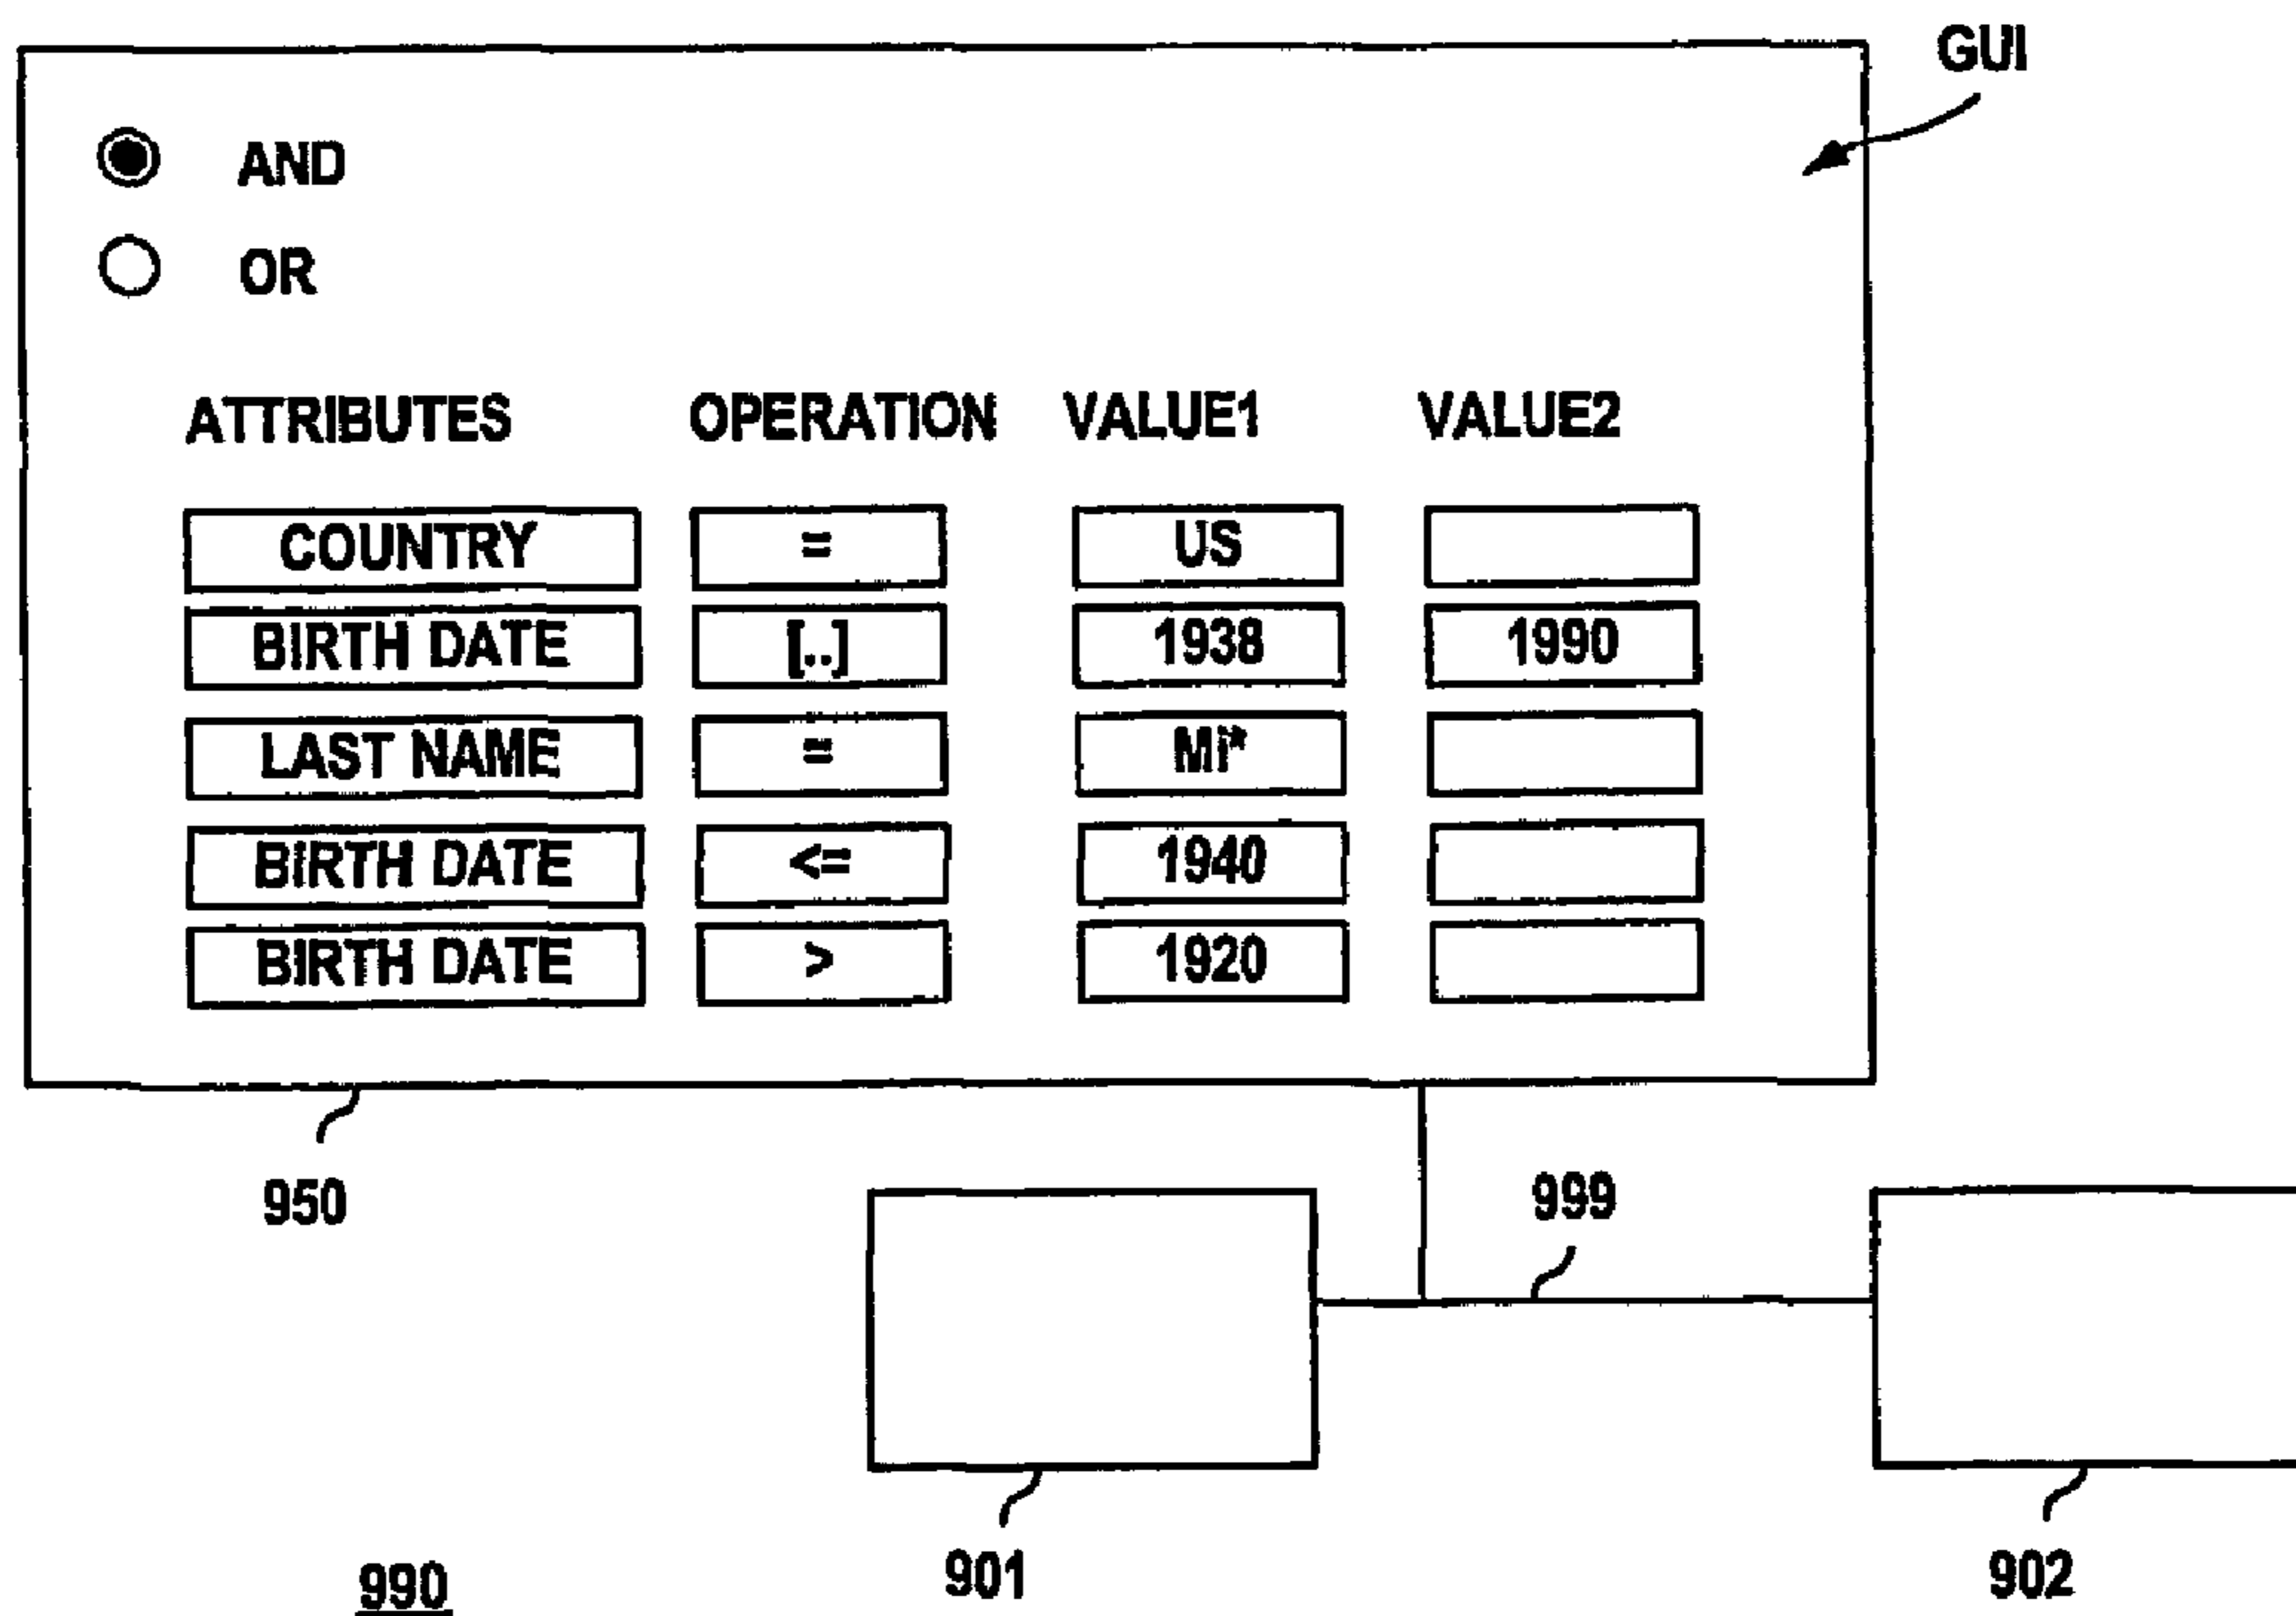 GUI
AND
OR
ATTRIBUTES OPERATION VALUE1 VALUE2
COUNTRY = US
BIRTH DATE [..] 1938 1990
LAST NAME = Mi*
BIRTH DATE <= 1940
BIRTH DATE > 1920
950
999
901
902
990